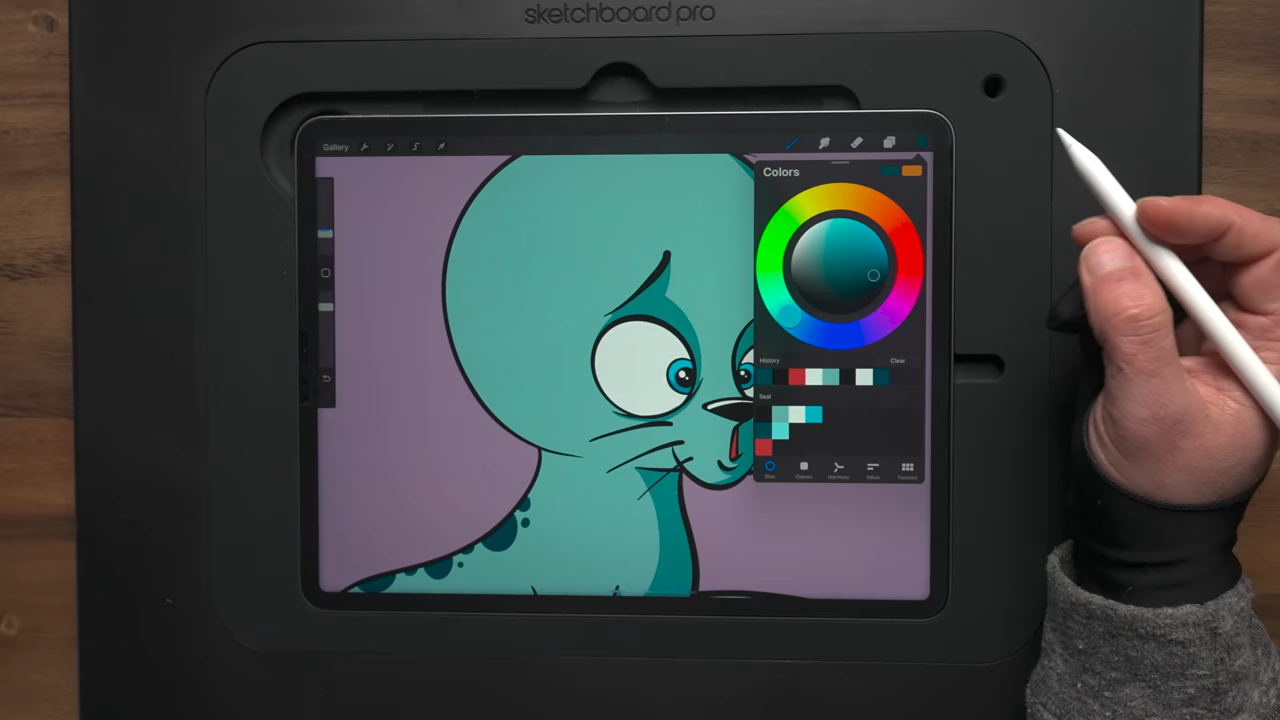 sketchboard pro
Gallery
Colors
History
Clear
Seal
Disc
Classic
Harmony
Value
Palettes